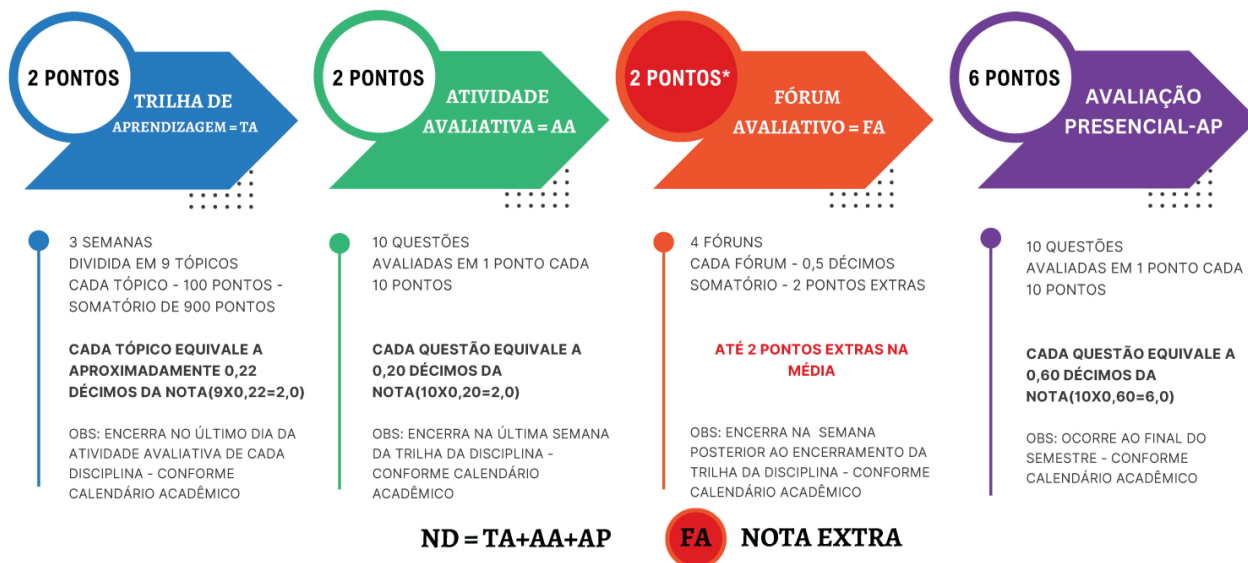 2 PONTOS
TRILHA DE
APRENDIZAGEM = TA
3 SEMANAS
DIVIDIDA EM 9 TÓPICOS
CADA TÓPICO - 100 PONTOS -
SOMATÓRIO DE 900 PONTOS
CADA TÓPICO EQUIVALE A
APROXIMADAMENTE 0,22
DÉCIMOS DA NOTA(9X0,22=2,0)
OBS: ENCERRA NO ÚLTIMO DIA DA
ATIVIDADE AVALIATIVA DE CADA
DISCIPLINA - CONFORME
CALENDÁRIO ACADÊMICO
2 PONTOS
ATIVIDADE
AVALIATIVA = AA
10 QUESTÕES
AVALIADAS EM 1 PONTO CADA
10 PONTOS
CADA QUESTÃO EQUIVALE A
0,20 DÉCIMOS DA
NOTA(10X0,20=2,0)
OBS: ENCERRA NA ÚLTIMA SEMANA
DA TRILHA DA DISCIPLINA -
CONFORME CALENDÁRIO
ACADÊMICO
2 PONTOS*
FÓRUM
AVALIATIVO = FA
4 FÓRUNS
CADA FÓRUM - 0,5 DÉCIMOS
SOMATÓRIO - 2 PONTOS EXTRAS
ATÉ 2 PONTOS EXTRAS NA
MÉDIA
OBS: ENCERRA NA SEMANA
POSTERIOR AO ENCERRAMENTO DA
TRILHA DA DISCIPLINA - CONFORME
CALENDÁRIO ACADÊMICO
6 PONTOS
AVALIAÇÃO
PRESENCIAL-AP
10 QUESTÕES
AVALIADAS EM 1 PONTO CADA
10 PONTOS
CADA QUESTÃO EQUIVALE A
0,60 DÉCIMOS DA
NOTA(10X0,60=6,0)
OBS: OCORRE AO FINAL DO
SEMESTRE - CONFORME
CALENDÁRIO ACADÊMICO
ND = TA+AA+AP
FA NOTA EXTRA